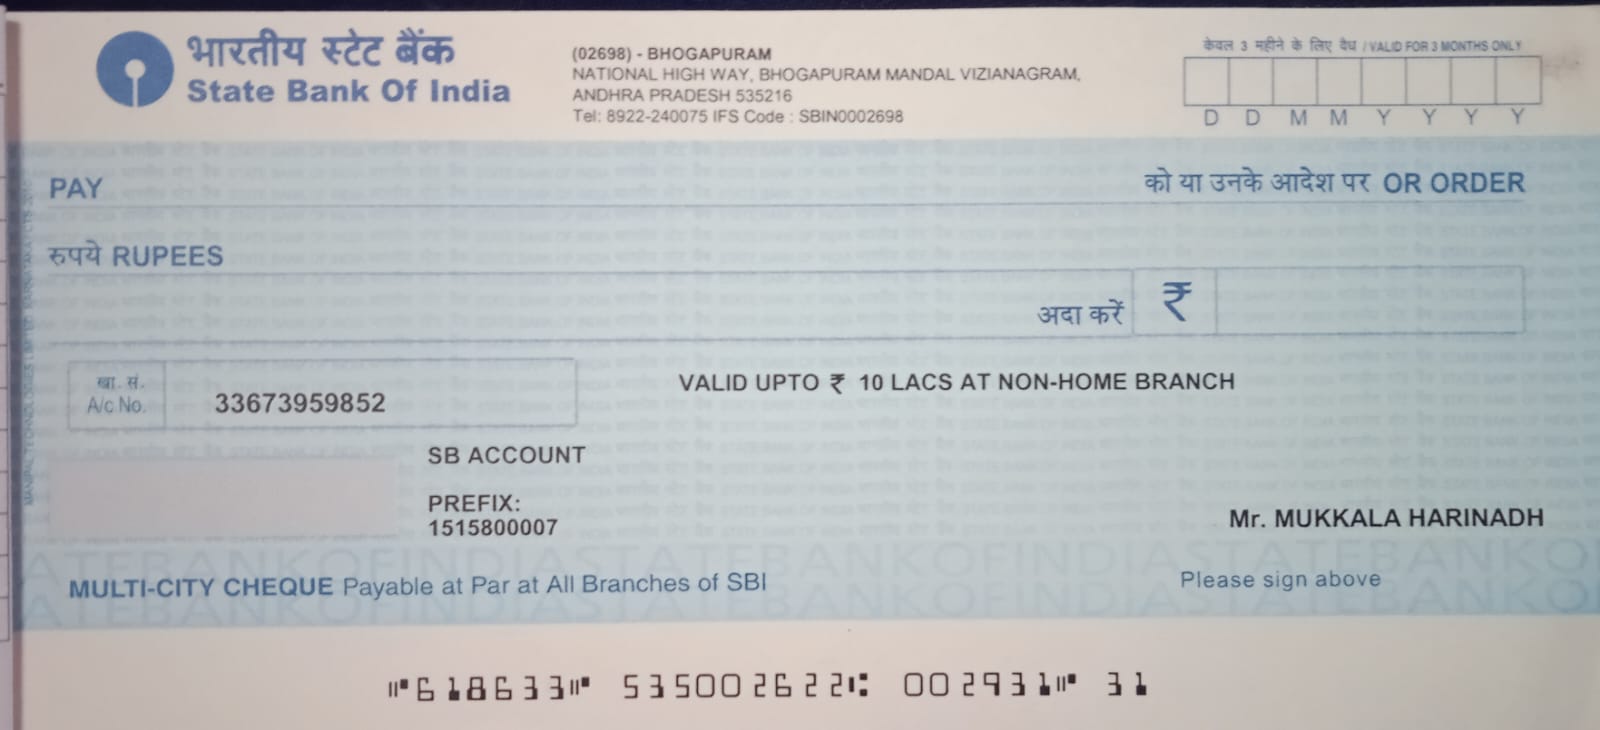 भारतीय स्टेट बैंक
State Bank Of India
(02698) - BHOGAPURAM
NATIONAL HIGH WAY, BHOGAPURAM MANDAL VIZIANAGRAM,
ANDHRA PRADESH 535216
Tel: 8922-240075 IFS Code : SBIN0002698
केवल 3 महीने के लिए वैध / VALID FOR 3 MONTHS ONLY
D D M M Y Y Y Y
PAY
को या उनके आदेश पर OR ORDER
रुपये RUPEES
अदा करें ₹
खा. सं.
A/c No. 33673959852
VALID UPTO ₹ 10 LACS AT NON-HOME BRANCH
SB ACCOUNT
PREFIX:
1515800007
Mr. MUKKALA HARINADH
MULTI-CITY CHEQUE Payable at Par at All Branches of SBI
Please sign above
⑈618633⑈ 535002622⑆ 002931⑈ 31